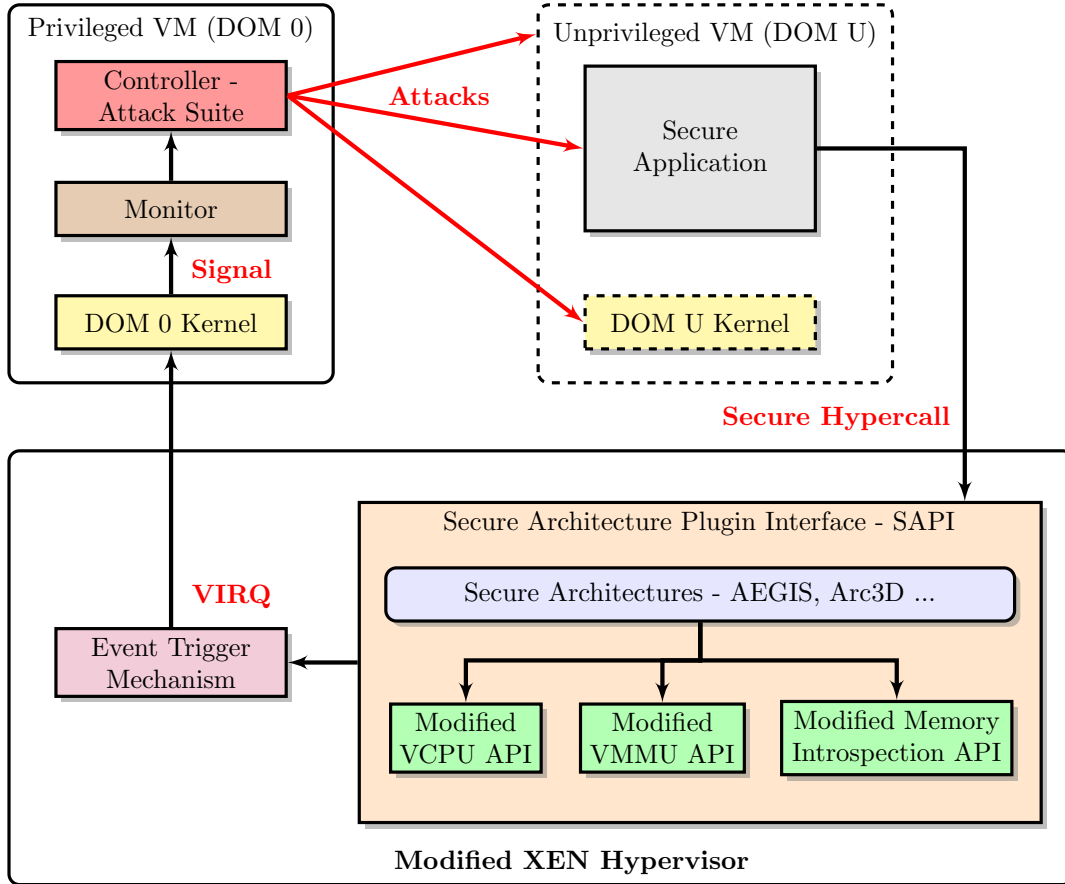 Privileged VM (DOM 0)
Controller -
Attack Suite
Monitor
Signal
DOM 0 Kernel
Attacks
Unprivileged VM (DOM U)
Secure
Application
DOM U Kernel
Secure Hypercall
Secure Architecture Plugin Interface - SAPI
Secure Architectures - AEGIS, Arc3D ...
VIRQ
Event Trigger
Mechanism
Modified
VCPU API
Modified
VMMU API
Modified Memory
Introspection API
Modified XEN Hypervisor